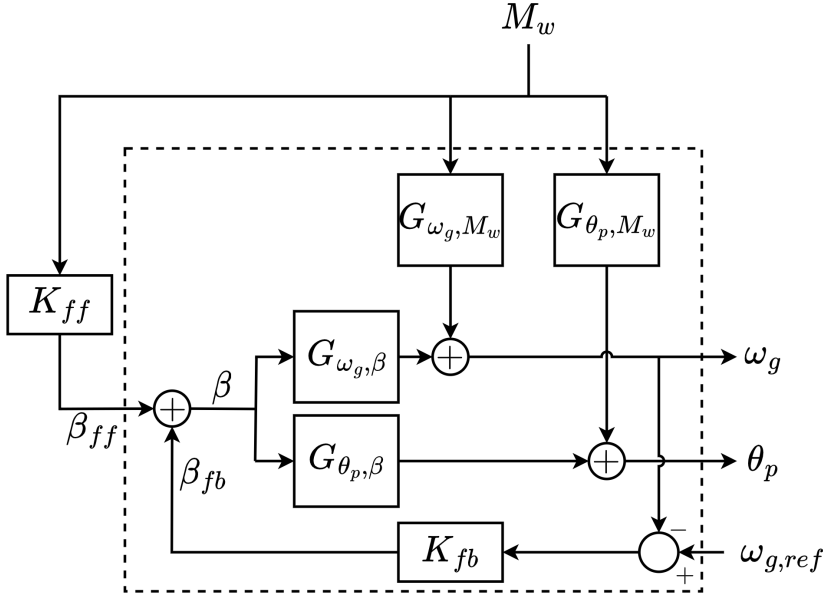 M_w
G_{ω_g,M_w} G_{θ_p,M_w}
K_{ff}
G_{ω_g,β} + ω_g
β
+
β_{ff}
G_{θ_p,β} + θ_p
β_{fb}
−
K_{fb} ω_{g,ref}
+